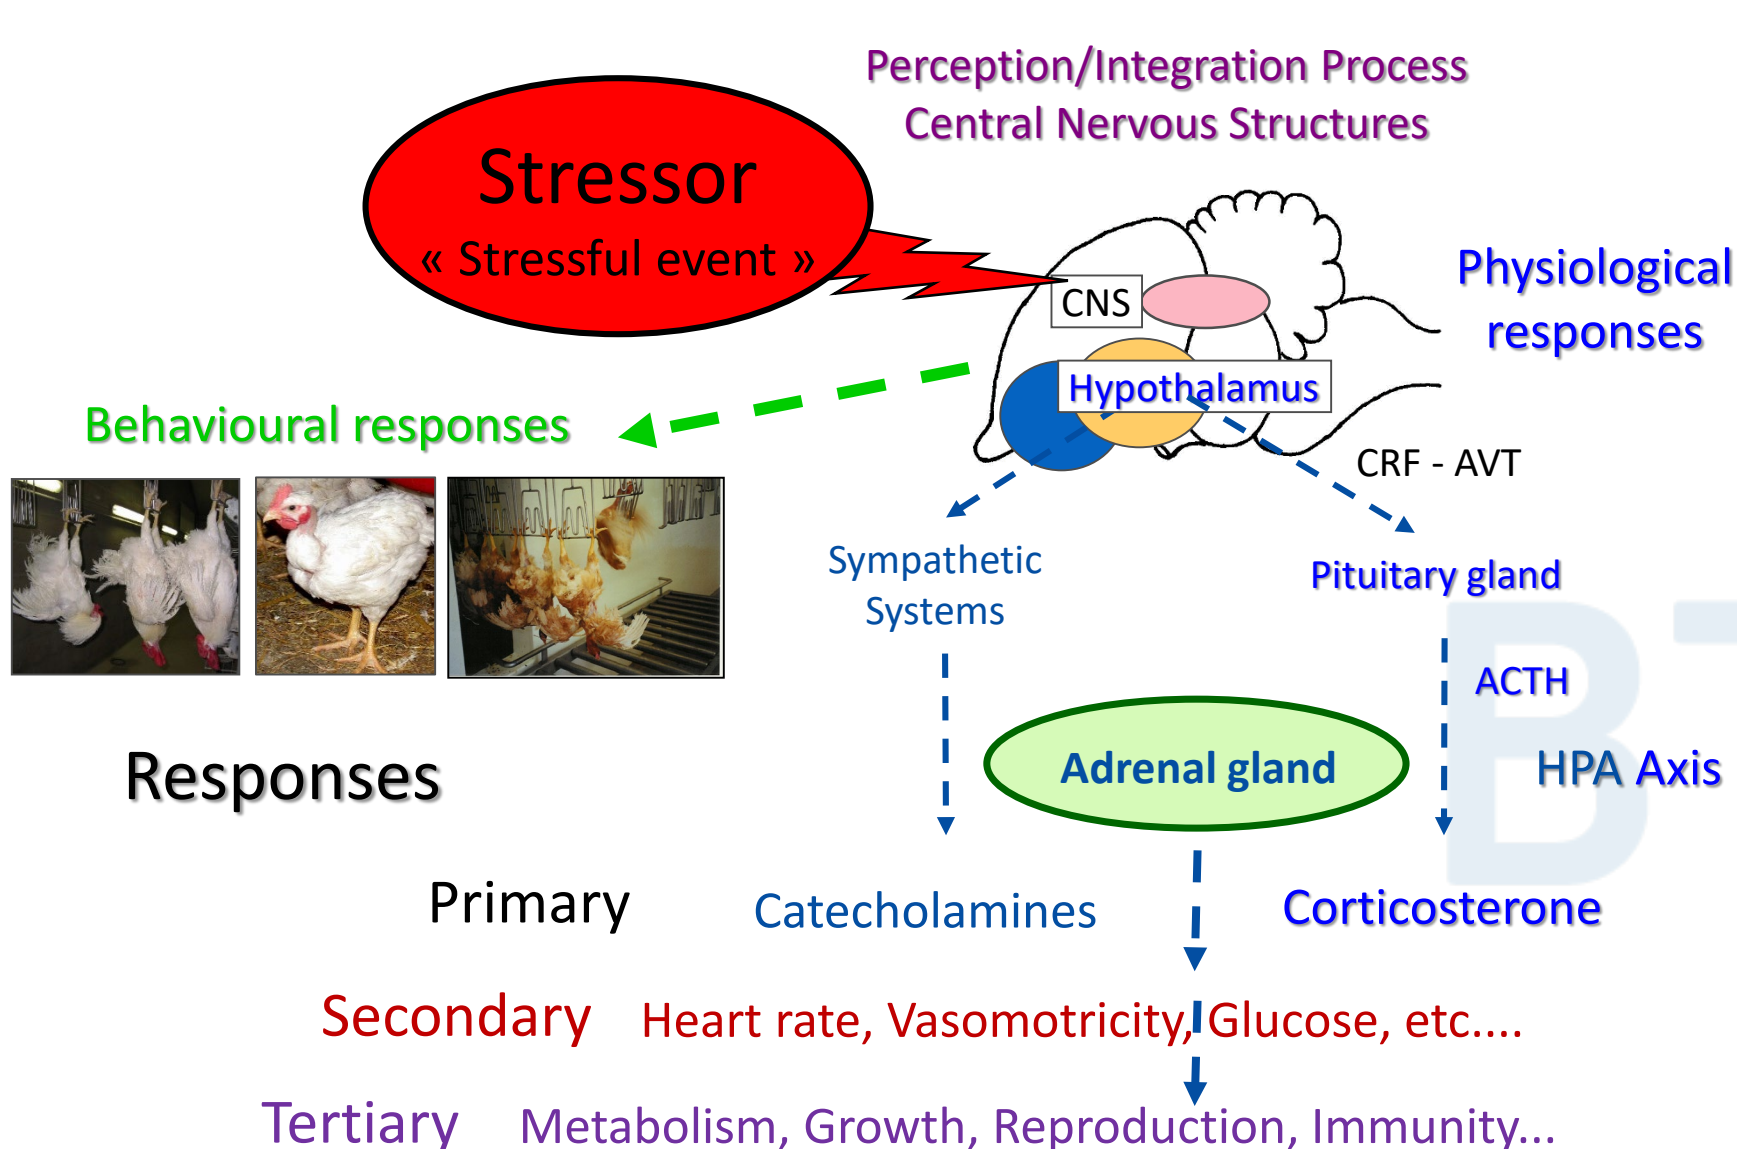 Perception/Integration Process
Central Nervous Structures
Stressor
« Stressful event »
CNS
Physiological
responses
Hypothalamus
Behavioural responses
CRF - AVT
Sympathetic
Systems
Pituitary gland
ACTH
Adrenal gland
HPA Axis
Responses
Primary
Catecholamines
Corticosterone
Secondary
Heart rate, Vasomotricity, Glucose, etc....
Tertiary
Metabolism, Growth, Reproduction, Immunity...